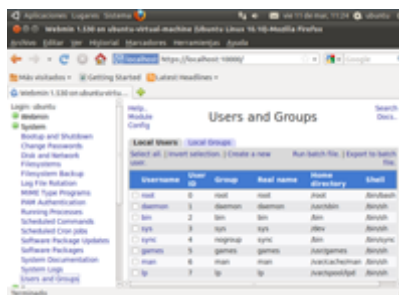 Aplicaciones Lugares Sistema vie 11 de mar, 11:24 ubuntu
Webmin 1.530 on ubuntu-virtual-machine (Ubuntu Linux 10.10)-Mozilla Firefox
Archivo Editar Ver Historial Marcadores Herramientas Ayuda
localhost https://localhost:10000/ Google
Más visitados Getting Started Latest Headlines
Webmin 1.530 on ubuntu-virtu...
Login: ubuntu
Webmin
System
Bootup and Shutdown
Change Passwords
Disk and Network
Filesystems
Filesystem Backup
Log File Rotation
MIME Type Programs
PAM Authentication
Running Processes
Scheduled Commands
Scheduled Cron Jobs
Software Package Updates
Software Packages
System Documentation
System Logs
Users and Groups
Help..
Module
Config
Users and Groups
Search
Docs..
Local Users Local Groups
Select all. | Invert selection. | Create a new
user.
Run batch file. | Export to batch
file.
Username User ID Group Real name Home directory Shell
root 0 root root /root /bin/bash
daemon 1 daemon daemon /usr/sbin /bin/sh
bin 2 bin bin /bin /bin/sh
sys 3 sys sys /dev /bin/sh
sync 4 nogroup sync /bin /bin/sync
games 5 games games /usr/games /bin/sh
man 6 man man /var/cache/man /bin/sh
lp 7 lp lp /var/spool/lpd /bin/sh
Terminado